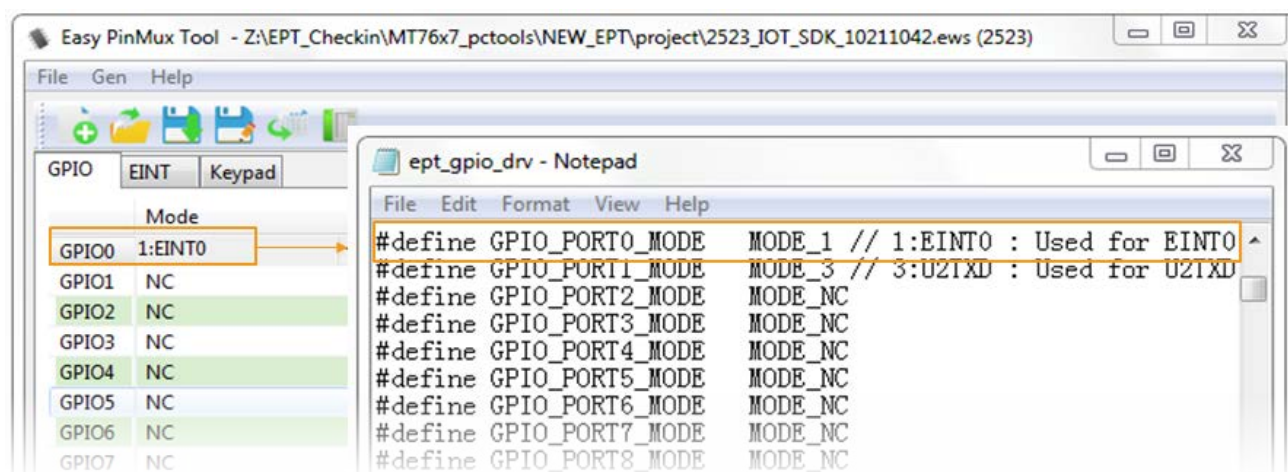 Easy PinMux Tool - Z:\EPT_Checkin\MT76x7_pctools\NEW_EPT\project\2523_IOT_SDK_10211042.ews (2523)
File Gen Help
GPIO EINT Keypad
Mode
GPIO0 1:EINT0
GPIO1 NC
GPIO2 NC
GPIO3 NC
GPIO4 NC
GPIO5 NC
GPIO6 NC
GPIO7 NC
ept_gpio_drv - Notepad
File Edit Format View Help
#define GPIO_PORT0_MODE MODE_1 // 1:EINT0 : Used for EINT0
#define GPIO_PORT1_MODE MODE_3 // 3:U2TXD : Used for U2TXD
#define GPIO_PORT2_MODE MODE_NC
#define GPIO_PORT3_MODE MODE_NC
#define GPIO_PORT4_MODE MODE_NC
#define GPIO_PORT5_MODE MODE_NC
#define GPIO_PORT6_MODE MODE_NC
#define GPIO_PORT7_MODE MODE_NC
#define GPIO_PORT8_MODE MODE_NC